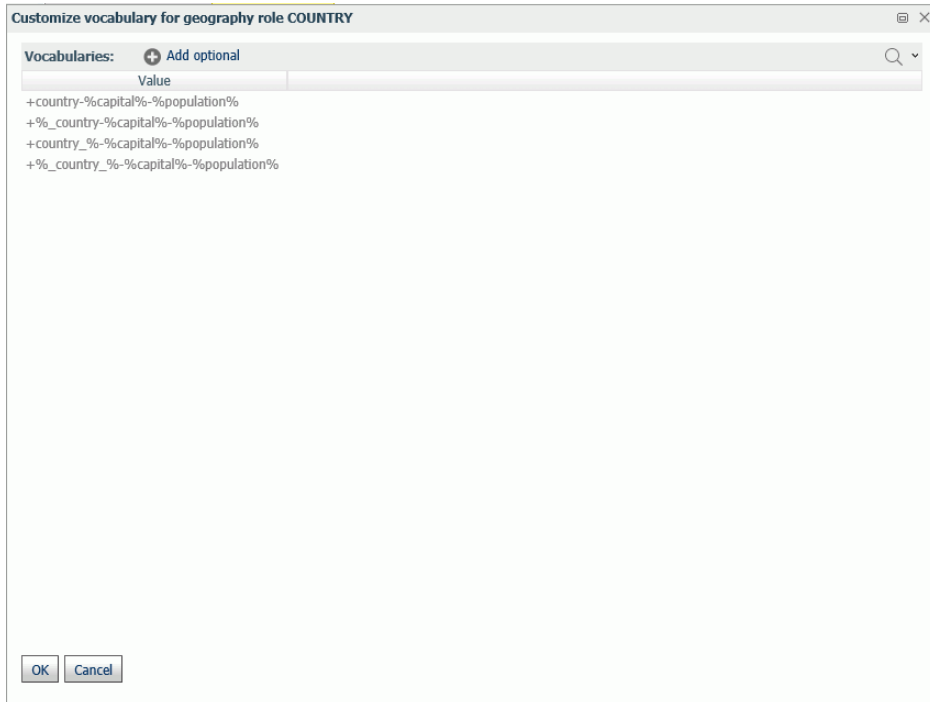 Customize vocabulary for geography role COUNTRY
Vocabularies: Add optional
Value
+country-%capital%-%population%
+%_country-%capital%-%population%
+country_%-%capital%-%population%
+%_country_%-%capital%-%population%
OK Cancel